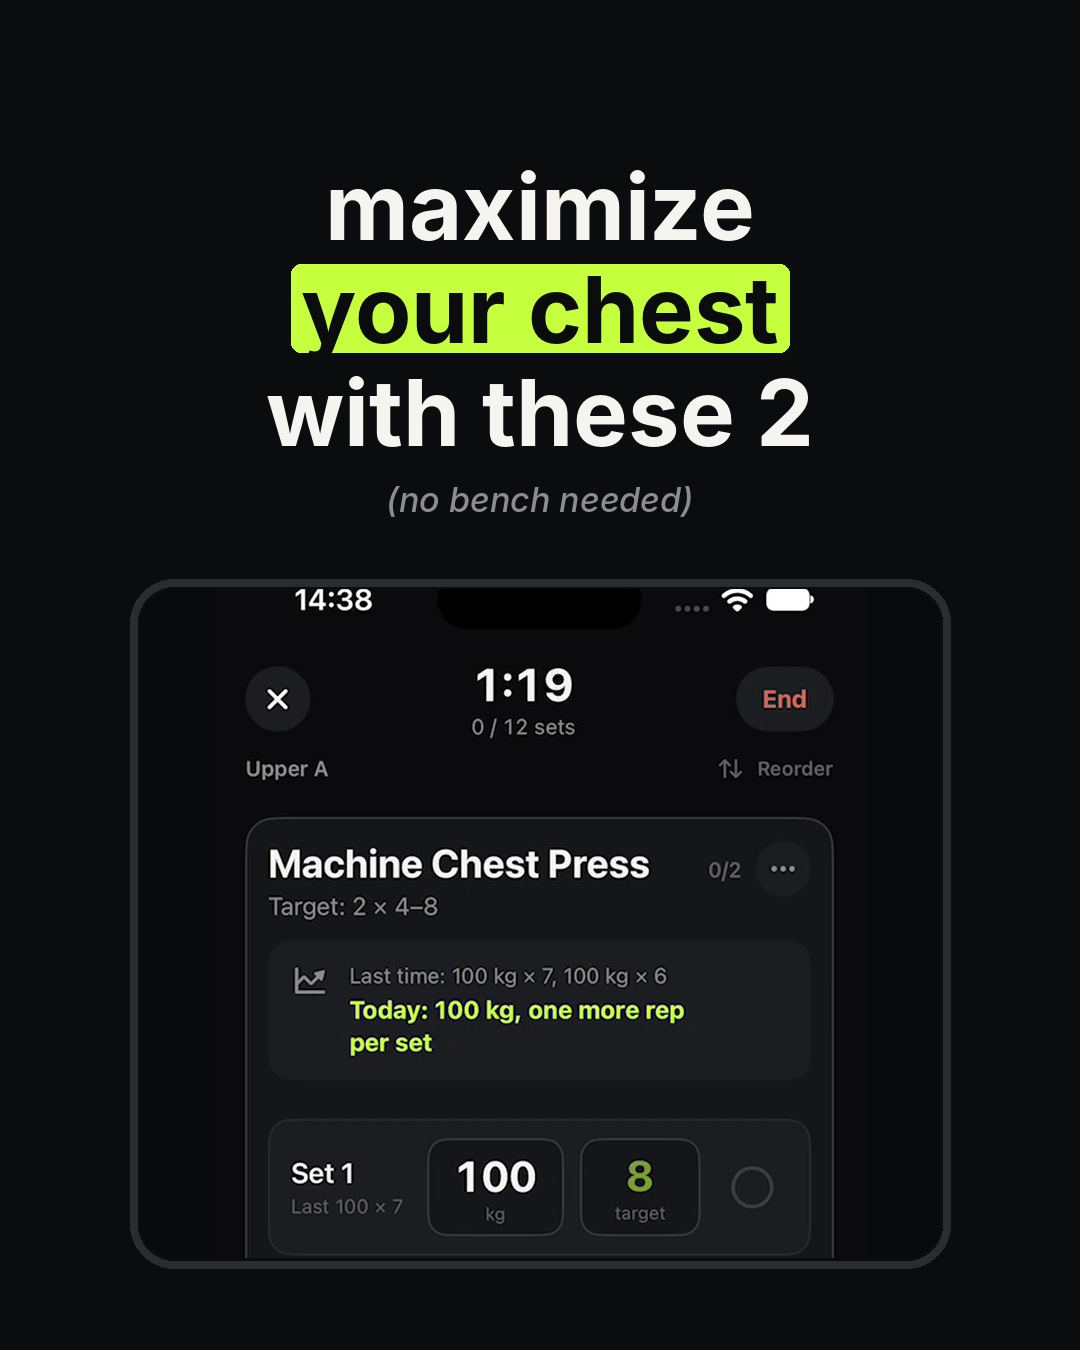 maximize
your chest
with these 2
(no bench needed)
14:38
1:19
0 / 12 sets
End
Upper A
Reorder
Machine Chest Press
0/2
Target: 2 × 4–8
Last time: 100 kg × 7, 100 kg × 6
Today: 100 kg, one more rep
per set
Set 1
Last 100 × 7
100
kg
8
target